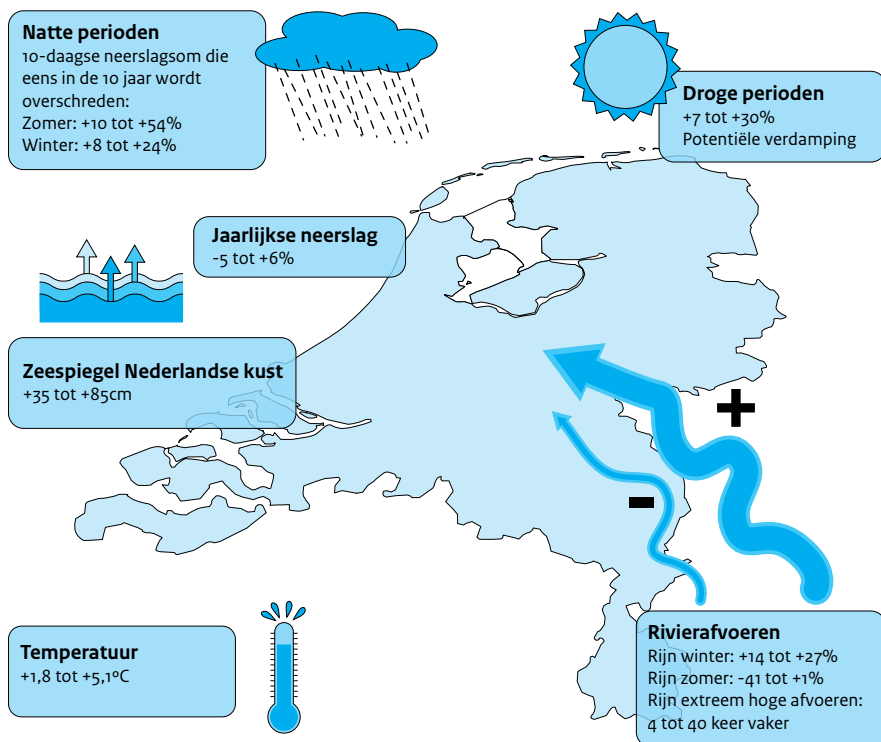 Natte perioden
10-daagse neerslagsom die
eens in de 10 jaar wordt
overschreden:
Zomer: +10 tot +54%
Winter: +8 tot +24%
Droge perioden
+7 tot +30%
Potentiële verdamping
Jaarlijkse neerslag
-5 tot +6%
Zeespiegel Nederlandse kust
+35 tot +85cm
+
-
Temperatuur
+1,8 tot +5,1ºC
Rivierafvoeren
Rijn winter: +14 tot +27%
Rijn zomer: -41 tot +1%
Rijn extreem hoge afvoeren:
4 tot 40 keer vaker